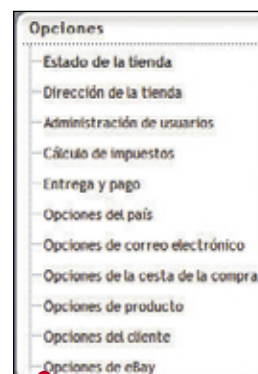 Opciones
Estado de la tienda
Dirección de la tienda
Administración de usuarios
Cálculo de impuestos
Entrega y pago
Opciones del país
Opciones de correo electrónico
Opciones de la cesta de la compra
Opciones de producto
Opciones del cliente
Opciones de eBay